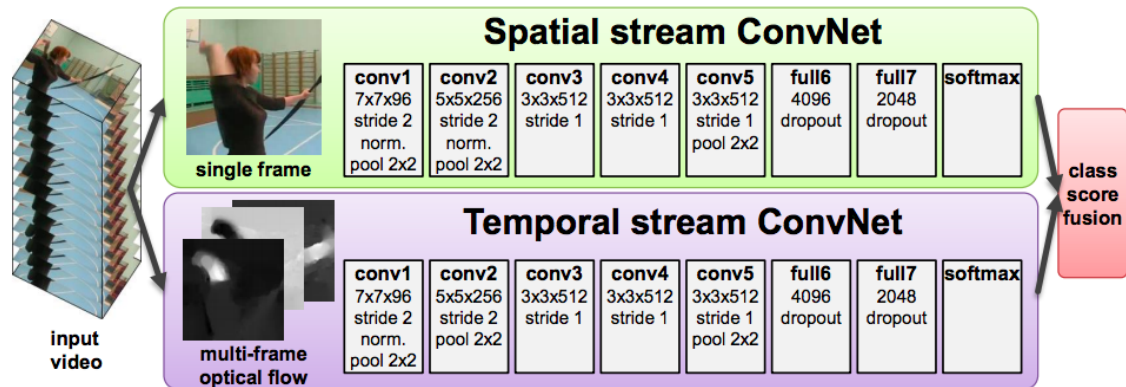 Spatial stream ConvNet
conv1
7x7x96
stride 2
norm.
pool 2x2
conv2
5x5x256
stride 2
norm.
pool 2x2
conv3
3x3x512
stride 1
conv4
3x3x512
stride 1
conv5
3x3x512
stride 1
pool 2x2
full6
4096
dropout
full7
2048
dropout
softmax
single frame
Temporal stream ConvNet
conv1
7x7x96
stride 2
norm.
pool 2x2
conv2
5x5x256
stride 2
pool 2x2
conv3
3x3x512
stride 1
conv4
3x3x512
stride 1
conv5
3x3x512
stride 1
pool 2x2
full6
4096
dropout
full7
2048
dropout
softmax
multi-frame
optical flow
input
video
class
score
fusion